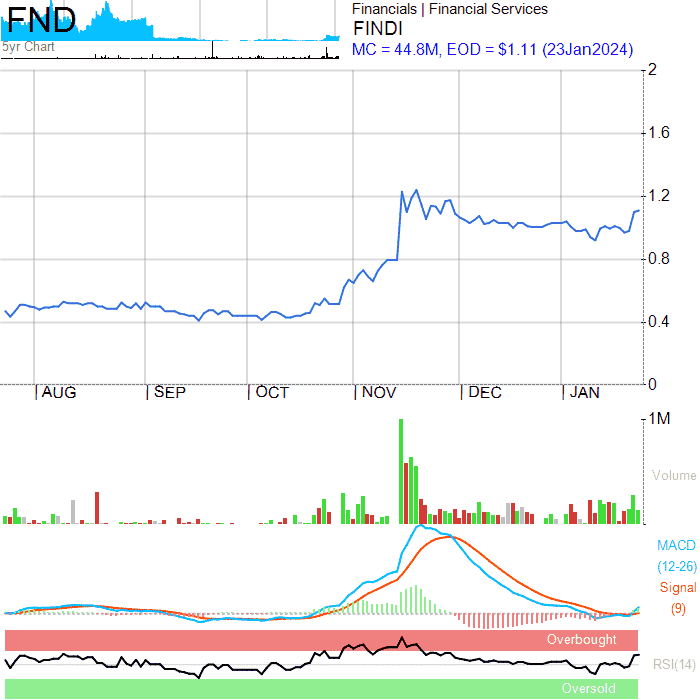 FND
5yr Chart
Financials | Financial Services
FINDI
MC = 44.8M, EOD = $1.11 (23Jan2024)
2
1.6
1.2
0.8
0.4
0
| AUG | SEP | OCT | NOV | DEC | JAN
1M
Volume
MACD
(12-26)
Signal
(9)
Overbought
RSI(14)
Oversold